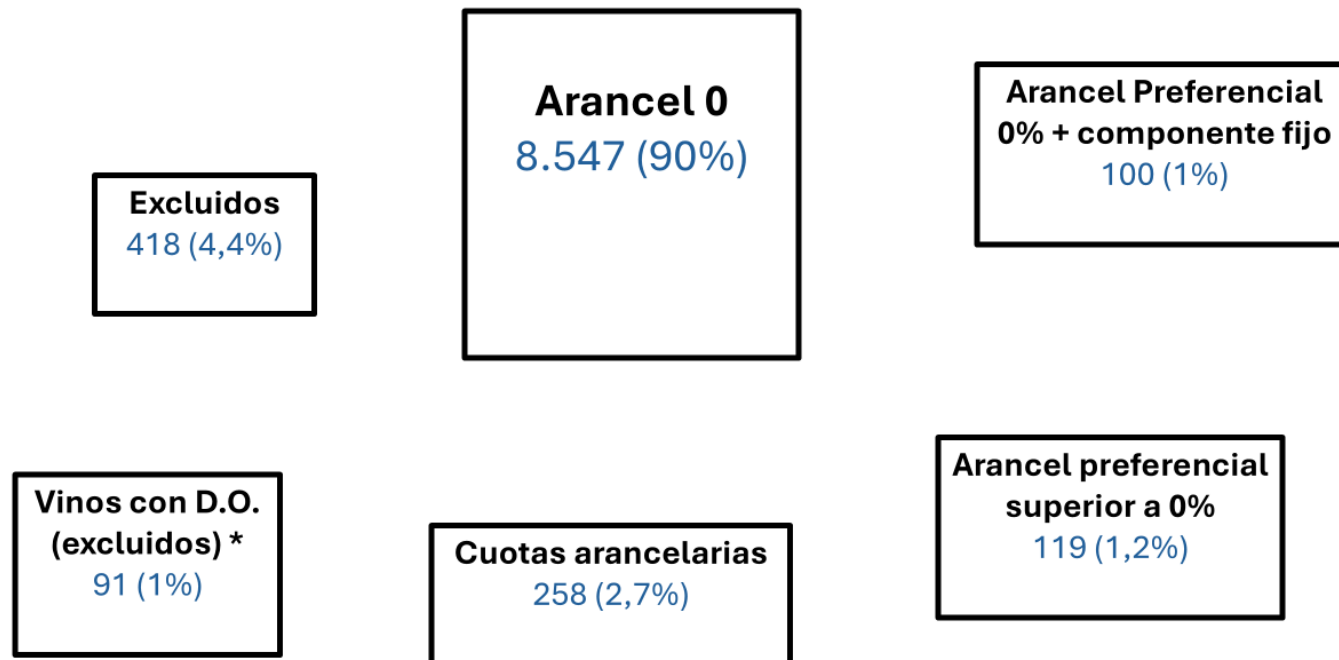 Arancel 0
8.547 (90%)
Arancel Preferencial
0% + componente fijo
100 (1%)
Excluidos
418 (4,4%)
Arancel preferencial
superior a 0%
119 (1,2%)
Vinos con D.O.
(excluidos) *
91 (1%)
Cuotas arancelarias
258 (2,7%)